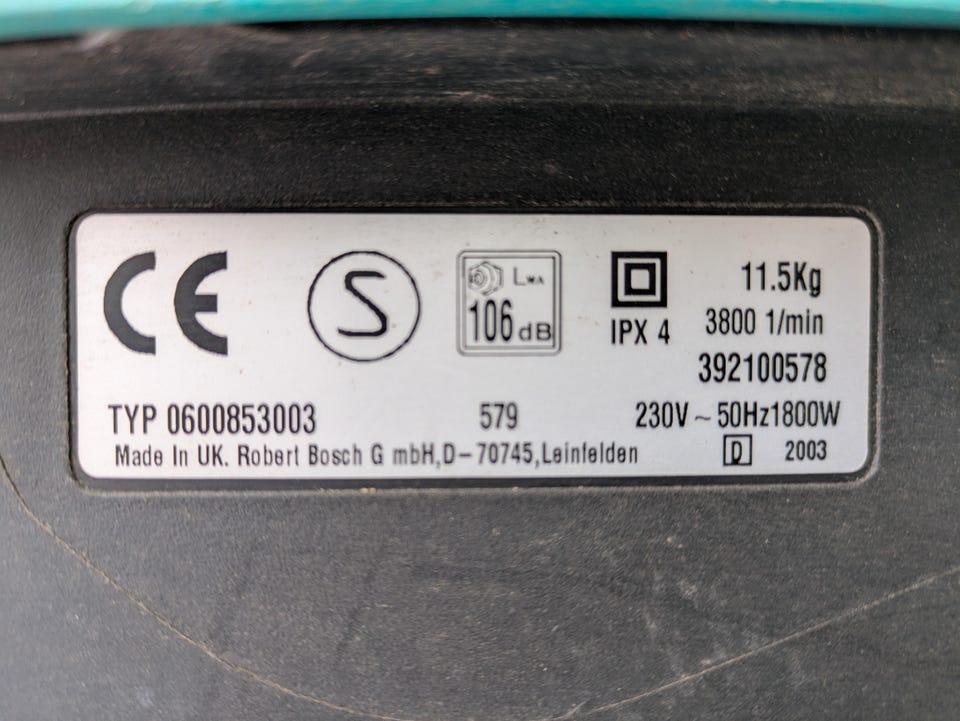 CE S LWA 11.5Kg
106 dB IPX 4 3800 1/min
392100578
TYP 0600853003 579 230V ~ 50Hz1800W
Made In UK. Robert Bosch G mbH,D-70745,Leinfelden D 2003